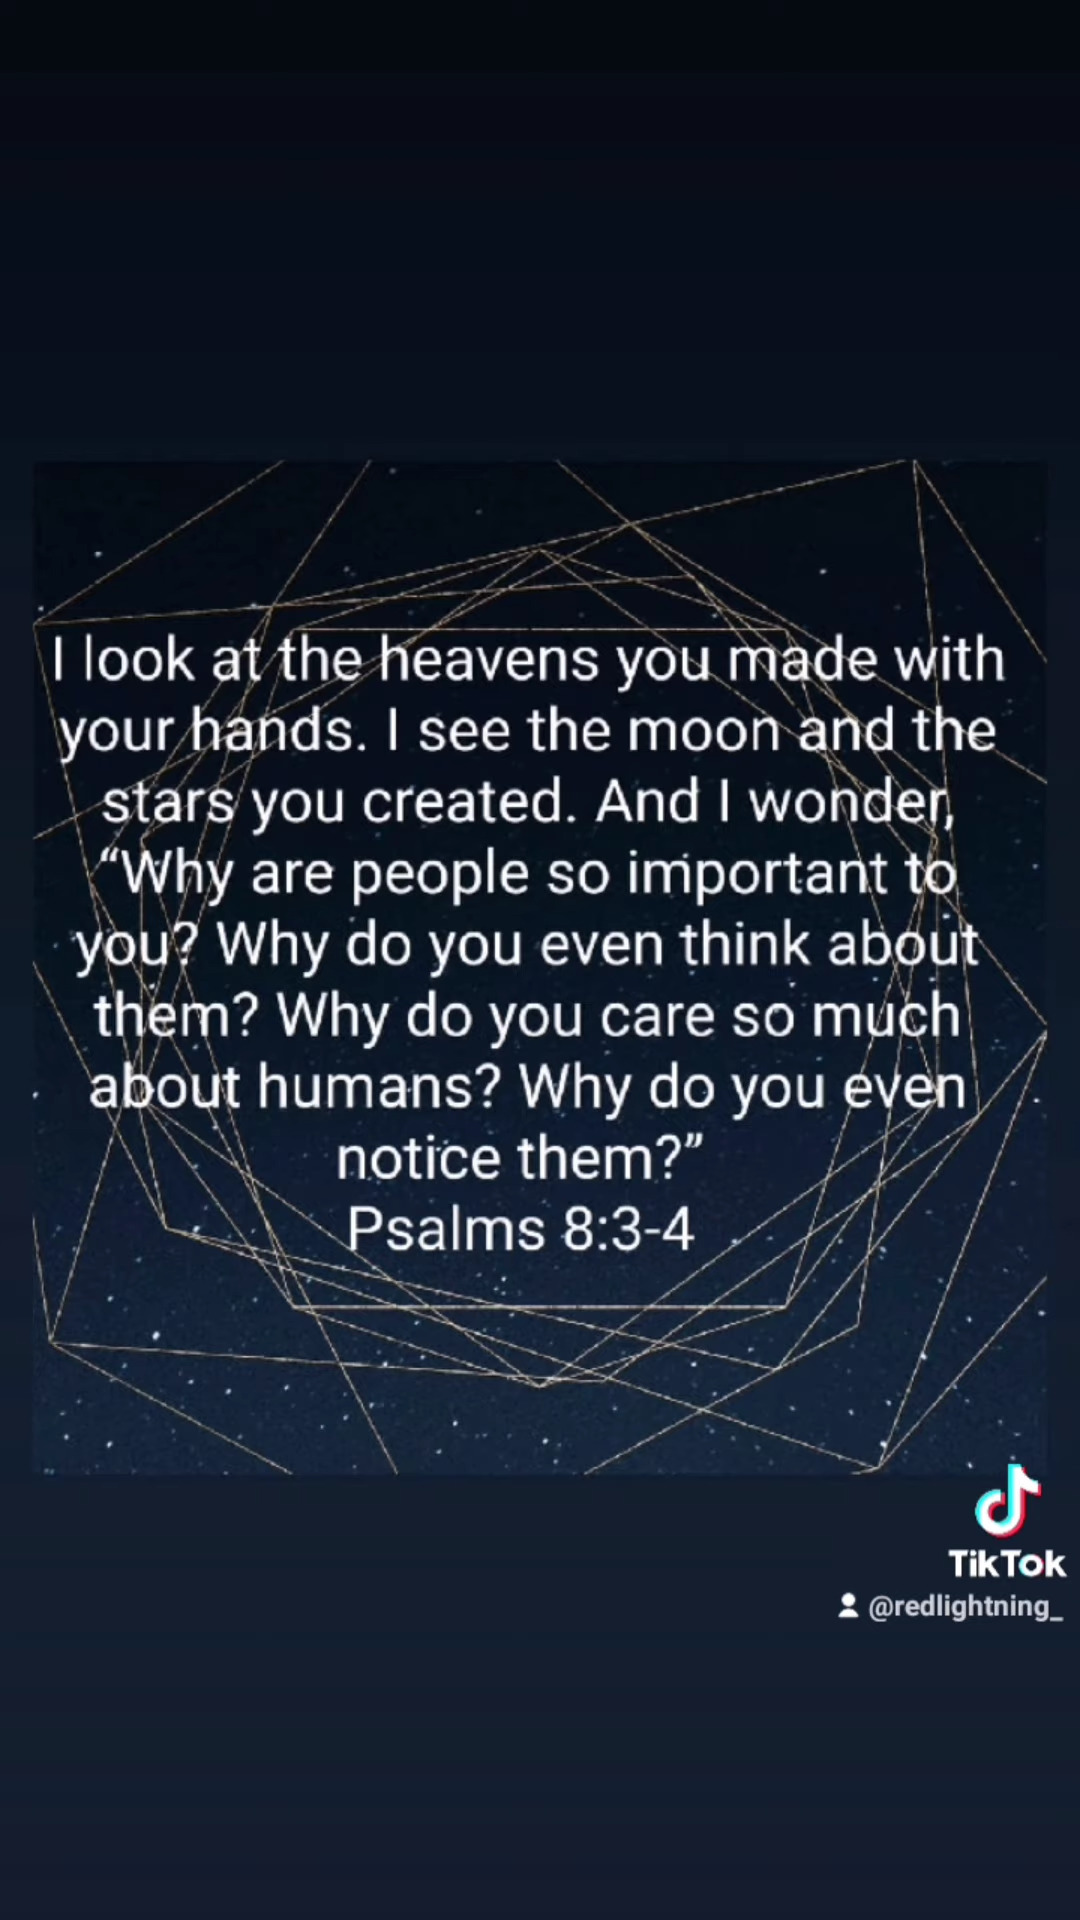 I look at the heavens you made with
your hands. I see the moon and the
stars you created. And I wonder,
“Why are people so important to
you? Why do you even think about
them? Why do you care so much
about humans? Why do you even
notice them?”
Psalms 8:3-4
TikTok
@redlightning_